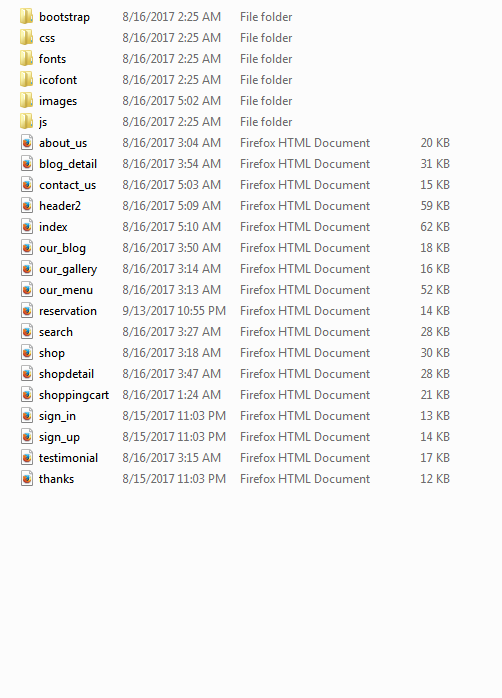 bootstrap 8/16/2017 2:25 AM File folder
css 8/16/2017 2:25 AM File folder
fonts 8/16/2017 2:25 AM File folder
icofont 8/16/2017 2:25 AM File folder
images 8/16/2017 5:02 AM File folder
js 8/16/2017 2:25 AM File folder
about_us 8/16/2017 3:04 AM Firefox HTML Document 20 KB
blog_detail 8/16/2017 3:54 AM Firefox HTML Document 31 KB
contact_us 8/16/2017 5:03 AM Firefox HTML Document 15 KB
header2 8/16/2017 5:09 AM Firefox HTML Document 59 KB
index 8/16/2017 5:10 AM Firefox HTML Document 62 KB
our_blog 8/16/2017 3:50 AM Firefox HTML Document 18 KB
our_gallery 8/16/2017 3:14 AM Firefox HTML Document 16 KB
our_menu 8/16/2017 3:13 AM Firefox HTML Document 52 KB
reservation 9/13/2017 10:55 PM Firefox HTML Document 14 KB
search 8/16/2017 3:27 AM Firefox HTML Document 28 KB
shop 8/16/2017 3:18 AM Firefox HTML Document 30 KB
shopdetail 8/16/2017 3:47 AM Firefox HTML Document 28 KB
shoppingcart 8/16/2017 1:24 AM Firefox HTML Document 21 KB
sign_in 8/15/2017 11:03 PM Firefox HTML Document 13 KB
sign_up 8/15/2017 11:03 PM Firefox HTML Document 14 KB
testimonial 8/16/2017 3:15 AM Firefox HTML Document 17 KB
thanks 8/15/2017 11:03 PM Firefox HTML Document 12 KB